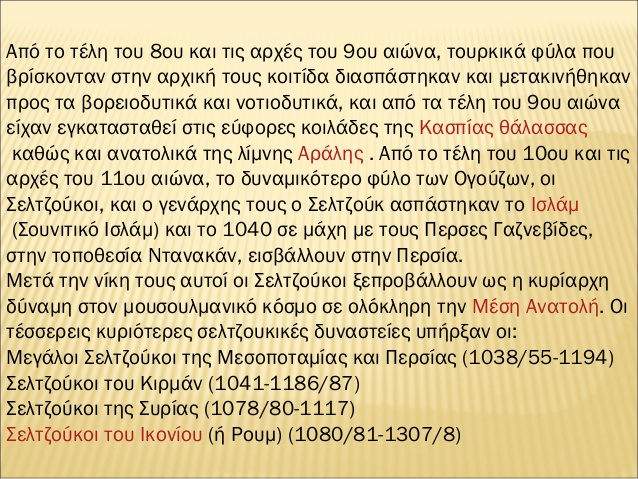 Από το τέλη του 8ου και τις αρχές του 9ου αιώνα, τουρκικά φύλα που
βρίσκονταν στην αρχική τους κοιτίδα διασπάστηκαν και μετακινήθηκαν
προς τα βορειοδυτικά και νοτιοδυτικά, και από τα τέλη του 9ου αιώνα
είχαν εγκατασταθεί στις εύφορες κοιλάδες της Κασπίας θάλασσας
καθώς και ανατολικά της λίμνης Αράλης . Από το τέλη του 10ου και τις
αρχές του 11ου αιώνα, το δυναμικότερο φύλο των Ογούζων, οι
Σελτζούκοι, και ο γενάρχης τους ο Σελτζούκ ασπάστηκαν το Ισλάμ
(Σουνιτικό Ισλάμ) και το 1040 σε μάχη με τους Περσες Γαζνεβίδες,
στην τοποθεσία Ντανακάν, εισβάλλουν στην Περσία.
Μετά την νίκη τους αυτοί οι Σελτζούκοι ξεπροβάλλουν ως η κυρίαρχη
δύναμη στον μουσουλμανικό κόσμο σε ολόκληρη την Μέση Ανατολή. Οι
τέσσερεις κυριότερες σελτζουκικές δυναστείες υπήρξαν οι:
Μεγάλοι Σελτζούκοι της Μεσοποταμίας και Περσίας (1038/55-1194)
Σελτζούκοι του Κιρμάν (1041-1186/87)
Σελτζούκοι της Συρίας (1078/80-1117)
Σελτζούκοι του Ικονίου (ή Ρουμ) (1080/81-1307/8)